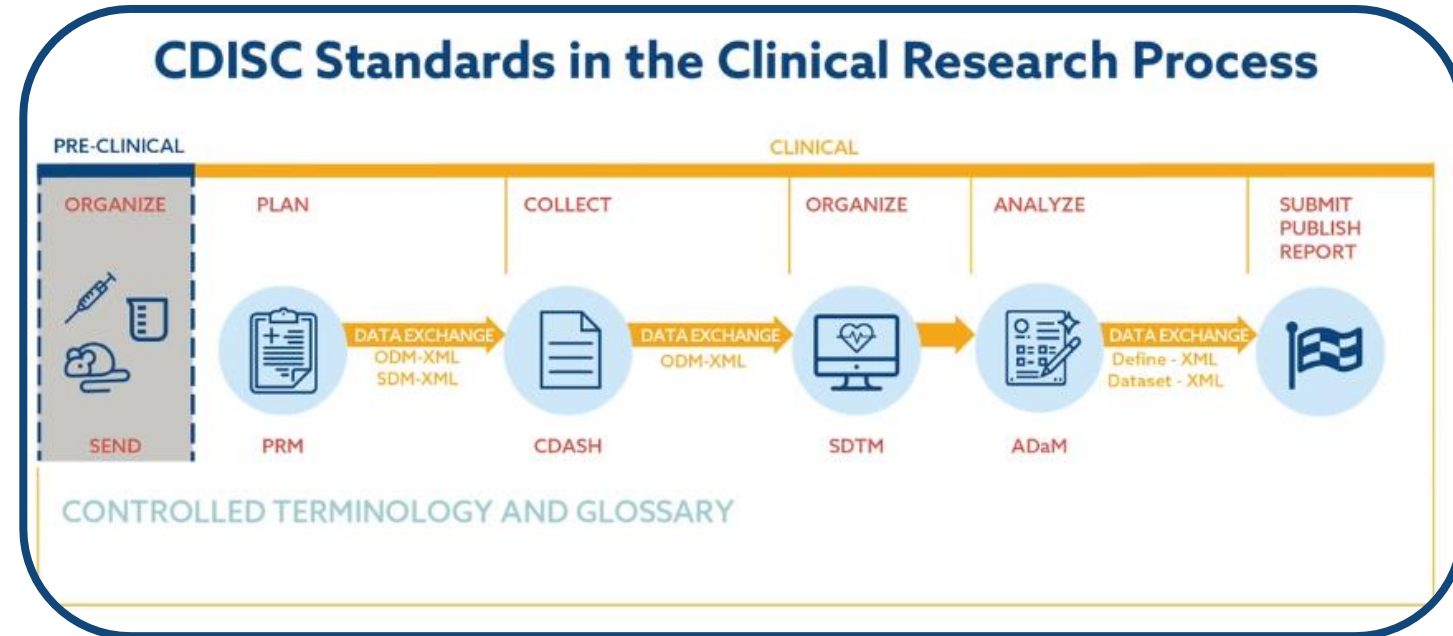 CDISC Standards in the Clinical Research Process
PRE-CLINICAL
CLINICAL
ORGANIZE
PLAN
COLLECT
ORGANIZE
ANALYZE
SUBMIT
PUBLISH
REPORT
DATA EXCHANGE
ODM-XML
SDM-XML
DATA EXCHANGE
ODM-XML
DATA EXCHANGE
Define - XML
Dataset - XML
SEND
PRM
CDASH
SDTM
ADaM
CONTROLLED TERMINOLOGY AND GLOSSARY